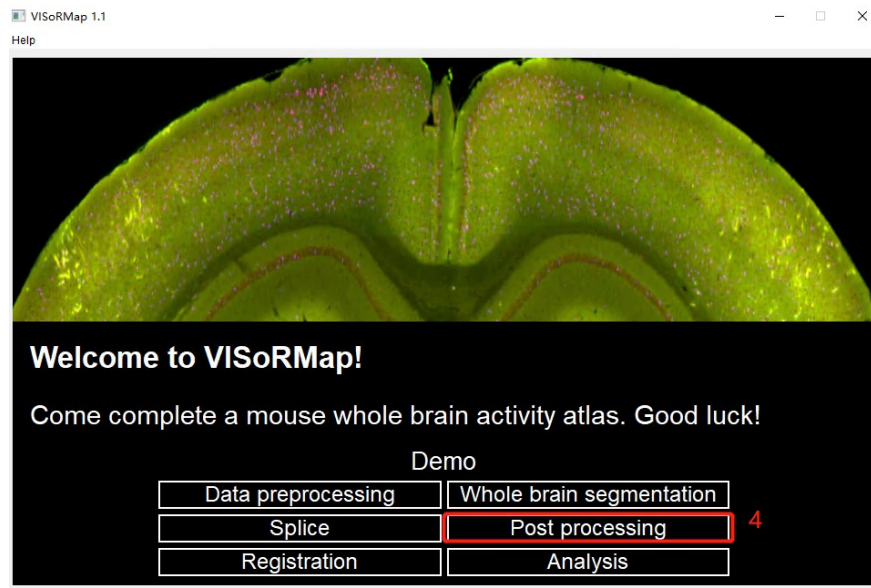 VISoRMap 1.1
Help
Welcome to VISoRMap!
Come complete a mouse whole brain activity atlas. Good luck!
Demo
Data preprocessing Whole brain segmentation
Splice Post processing 4
Registration Analysis